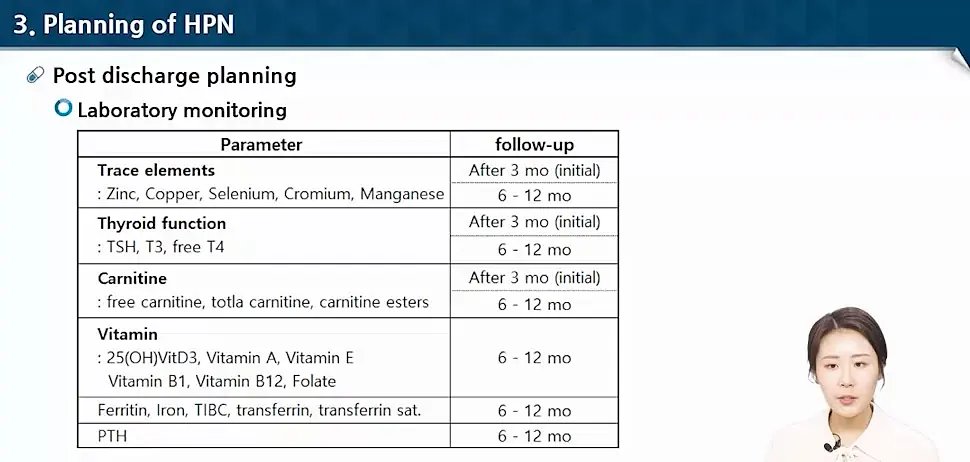 3. Planning of HPN
Post discharge planning
Laboratory monitoring
Parameter
follow-up
Trace elements
: Zinc, Copper, Selenium, Cromium, Manganese
After 3 mo (initial)
6 - 12 mo
Thyroid function
: TSH, T3, free T4
After 3 mo (initial)
6 - 12 mo
Carnitine
: free carnitine, totla carnitine, carnitine esters
After 3 mo (initial)
6 - 12 mo
Vitamin
: 25(OH)VitD3, Vitamin A, Vitamin E
Vitamin B1, Vitamin B12, Folate
6 - 12 mo
Ferritin, Iron, TIBC, transferrin, transferrin sat.
6 - 12 mo
PTH
6 - 12 mo